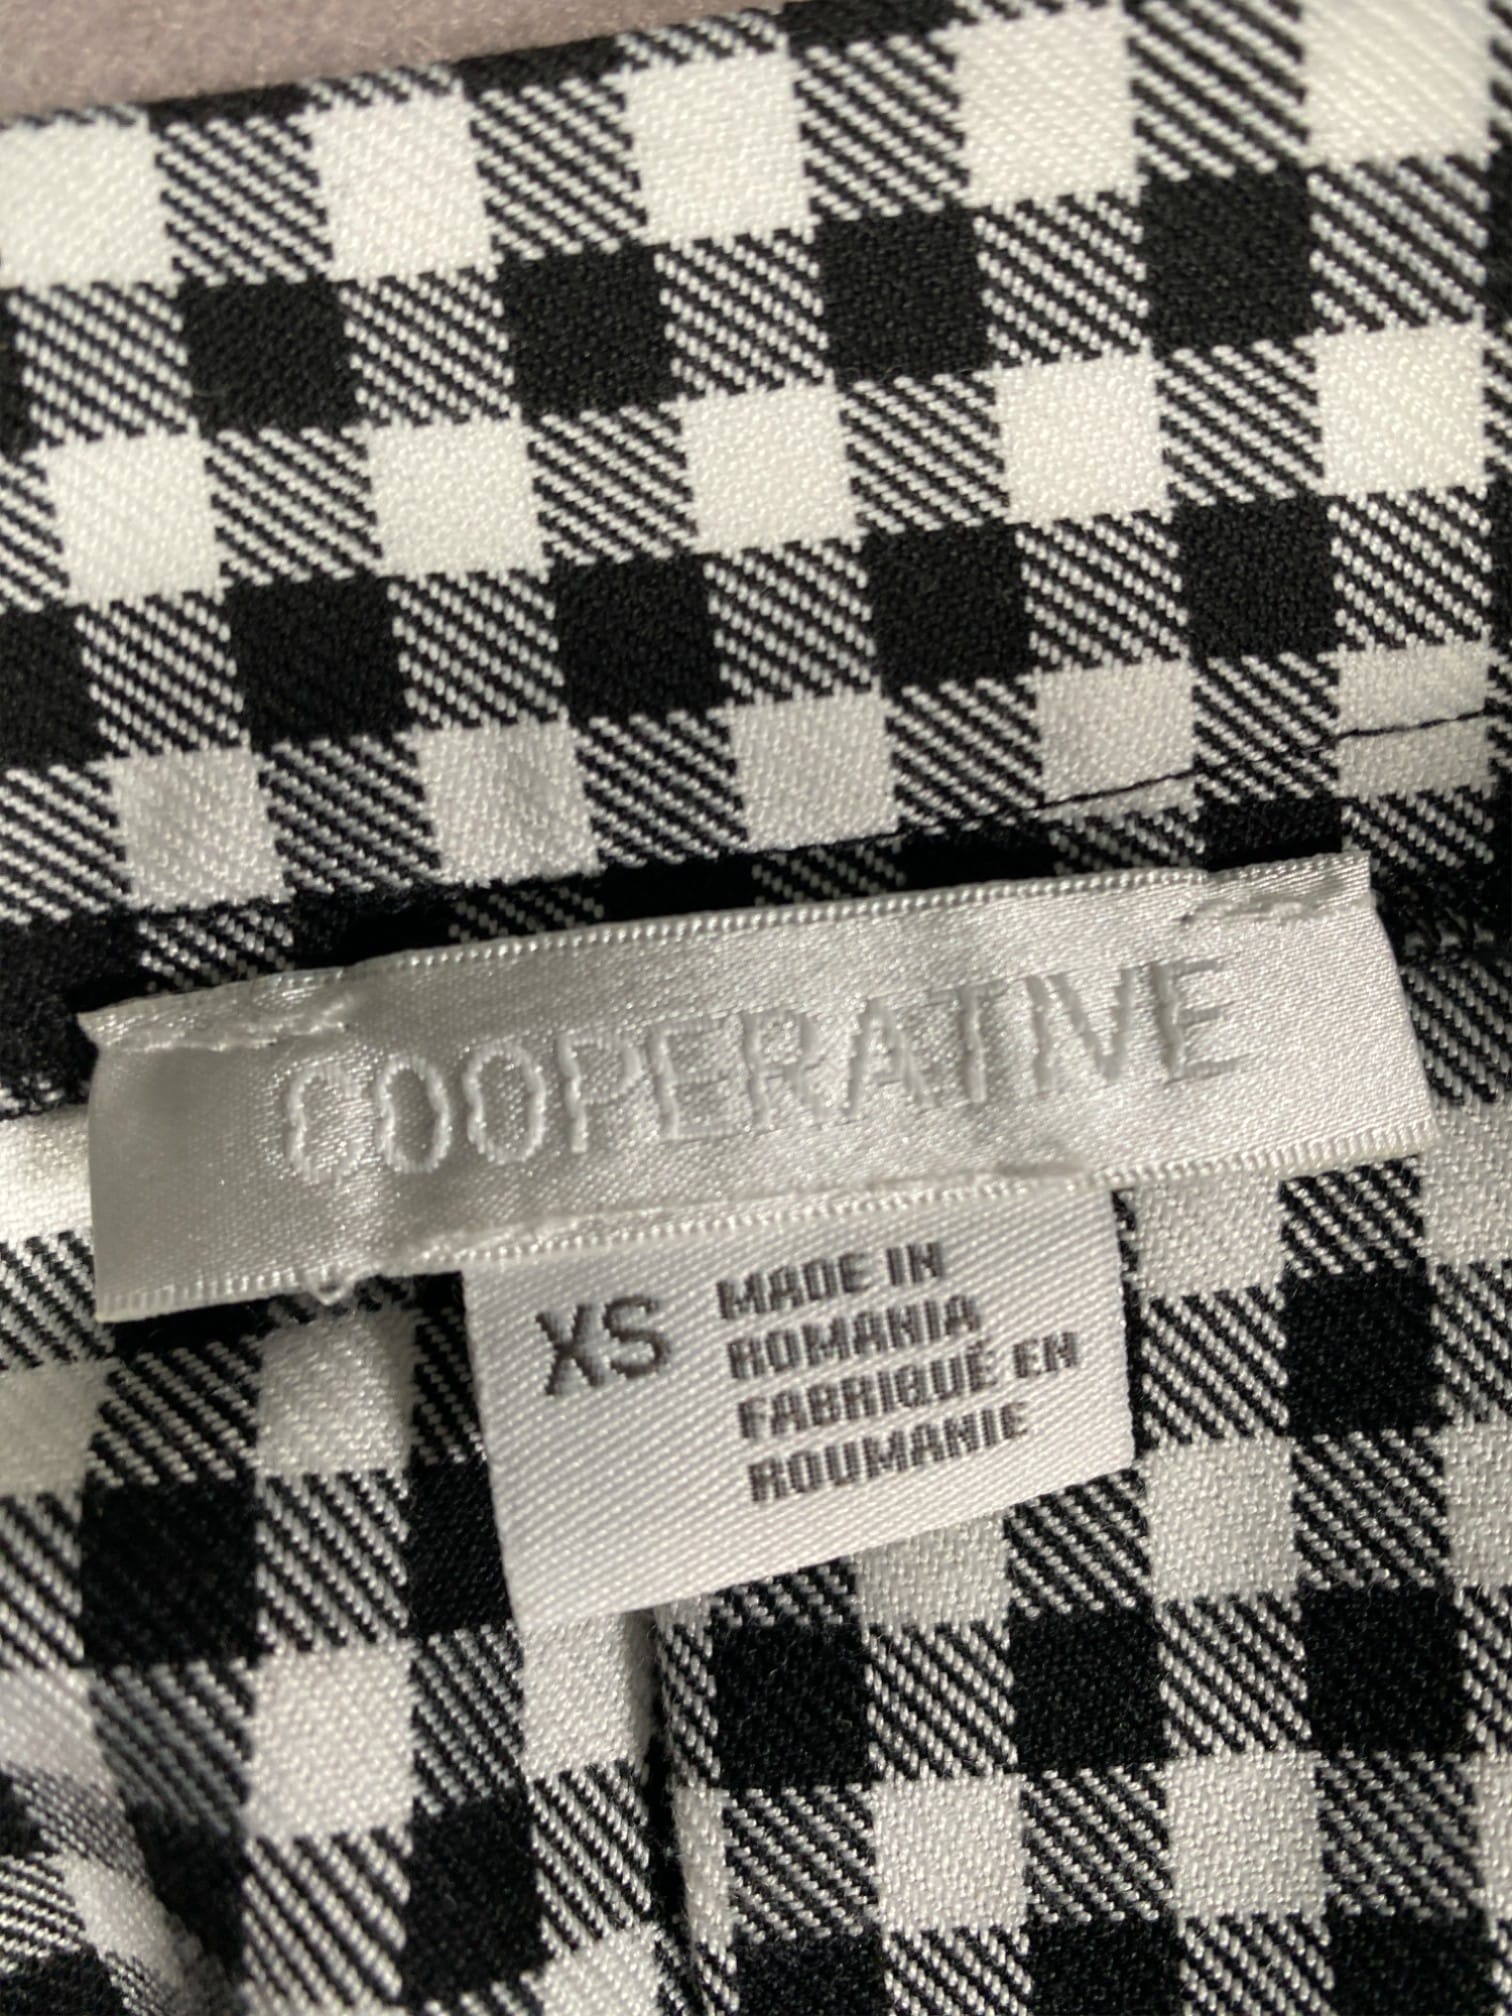 COOPERATIVE
XS
MADE IN
ROMANIA
FABRIQUÉ EN
ROUMANIE